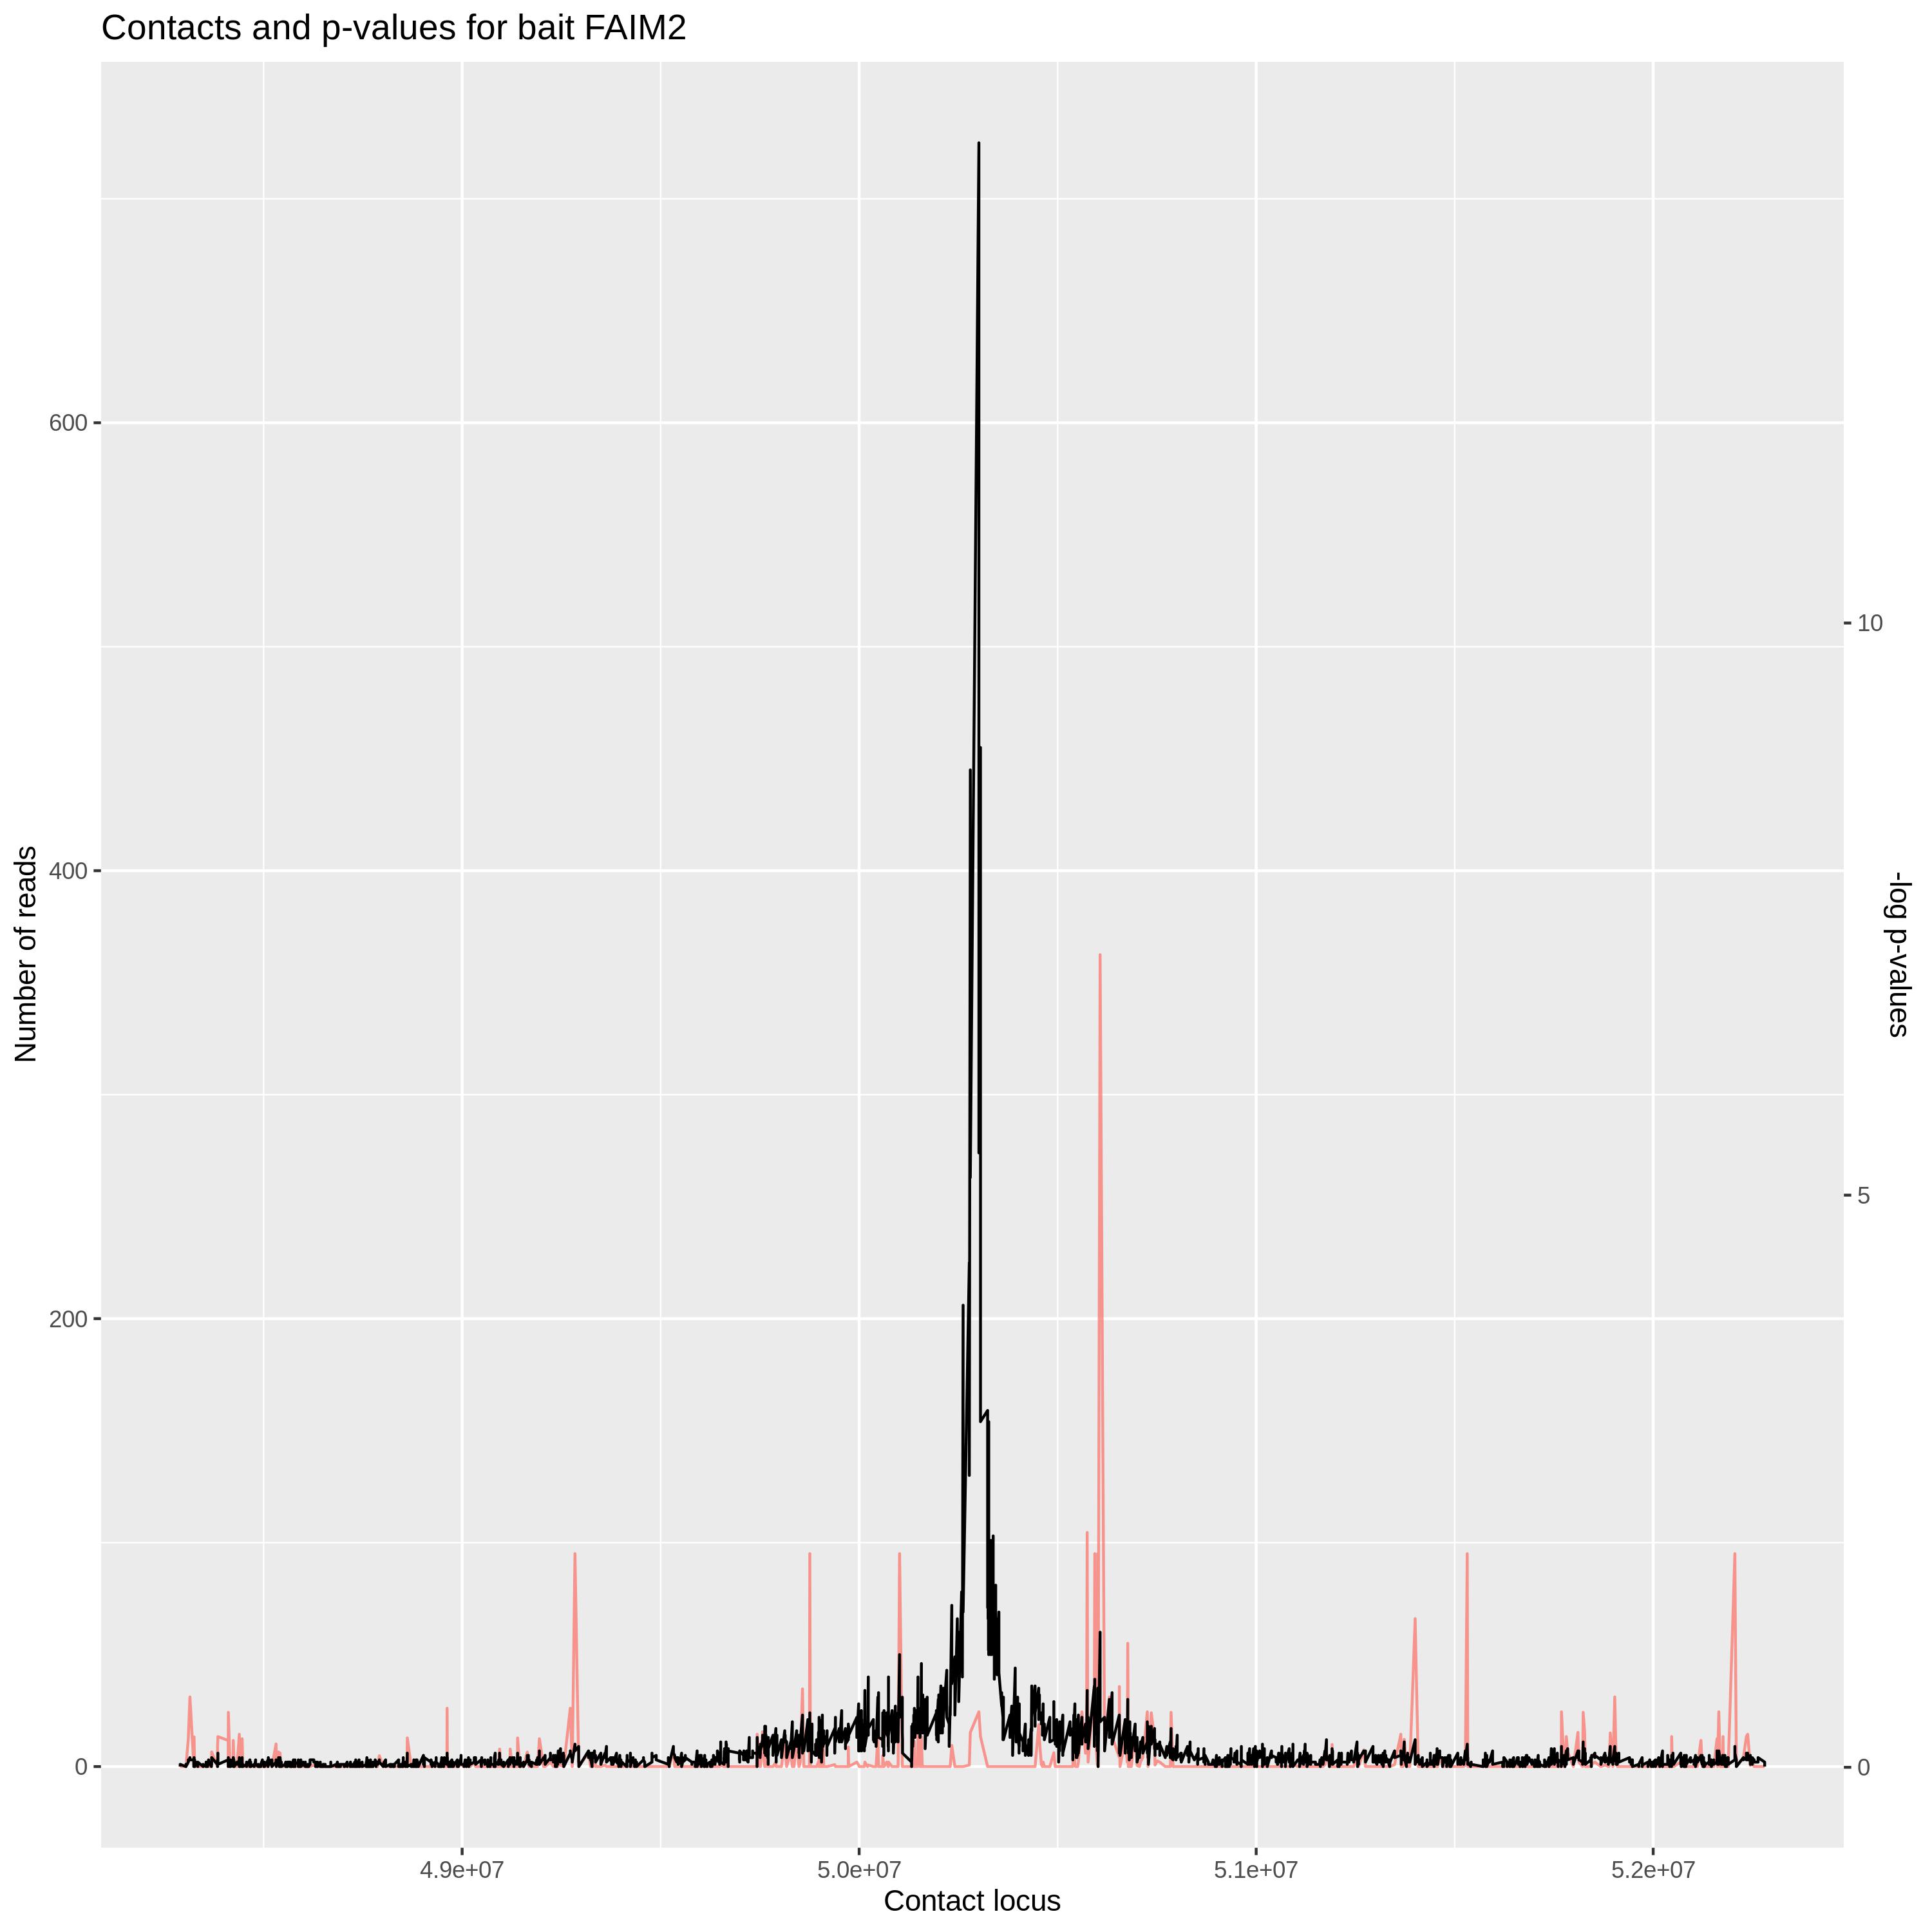 Contacts and p-values for bait FAIM2
600
400
200
0
Number of reads
10
5
0
-log p-values
4.9e+07
5.0e+07
5.1e+07
5.2e+07
Contact locus